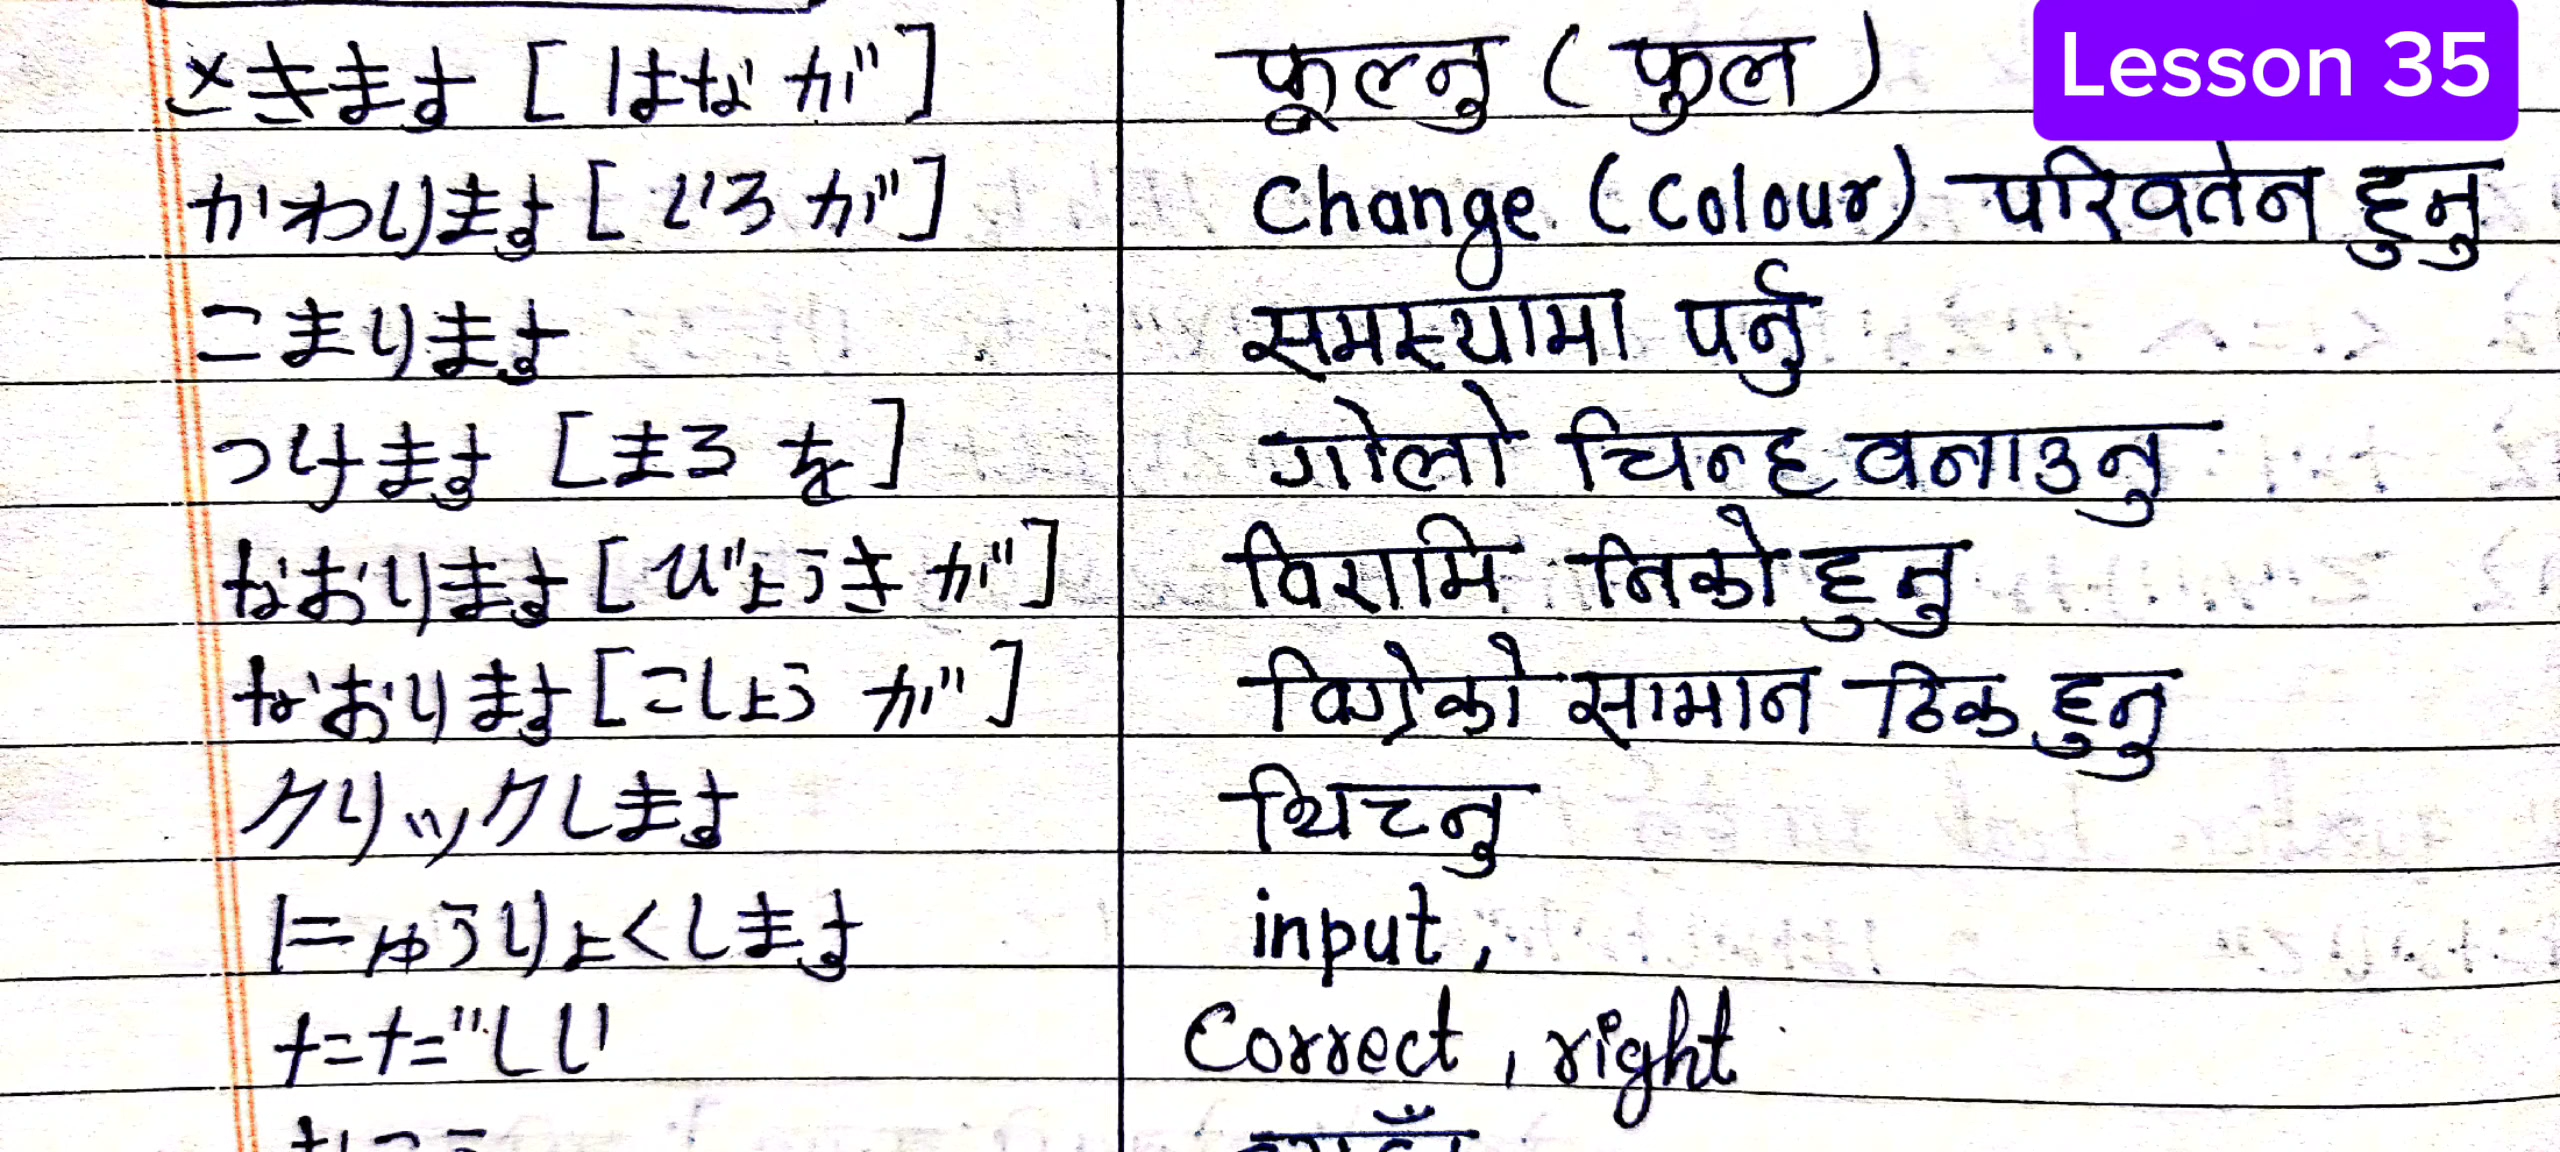 さきます [はなが] फूल्नु (फुल) Lesson 35
かわります [いろが] Change (Colour) परिवर्तन हुनु
こまります समस्यामा पर्नु
つけます [まるを] गोलो चिन्ह वनाउनु
なおります [びょうきが] विरामि निको हुनु
なおります [こしょうが] विग्रेको सामान ठिक हुनु
クリックします थिच्नु
にゅうりょくします input,
ただしい Correct, right